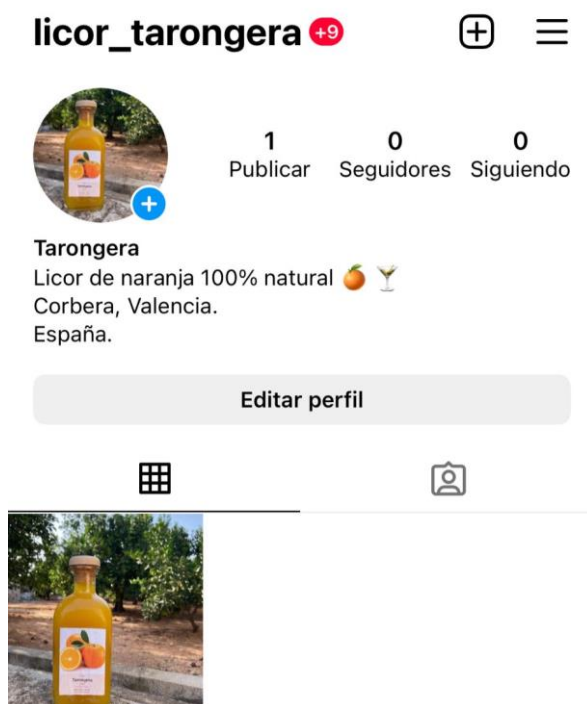 licor_tarongera +9
1 0 0
Publicar Seguidores Siguiendo
Tarongera
Licor de naranja 100% natural 🍊 🍸
Corbera, Valencia.
España.
Editar perfil
Tarongera